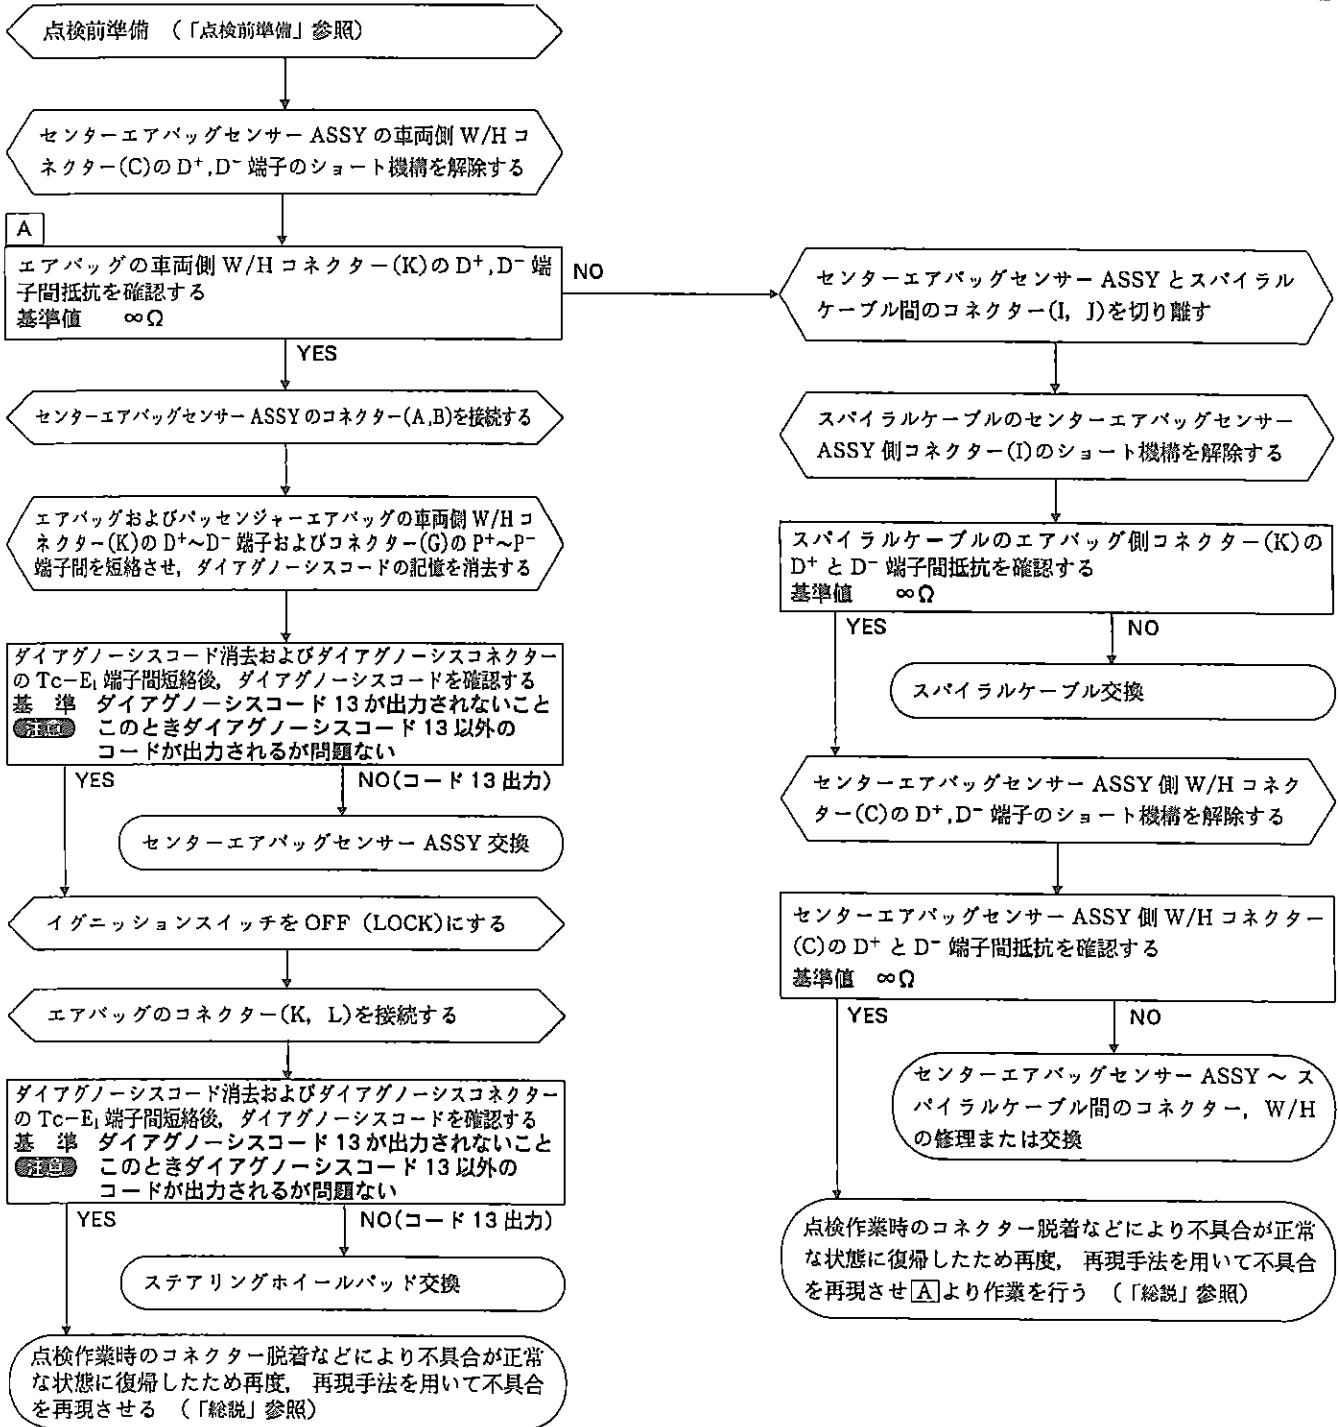 点検前準備 （「点検前準備」参照）
センターエアバッグセンサー ASSY の車両側 W/H コ
ネクター(C)の D⁺,D⁻ 端子のショート機構を解除する
A
エアバッグの車両側 W/H コネクター(K)の D⁺,D⁻ 端
子間抵抗を確認する
基準値 ∞Ω
NO
YES
センターエアバッグセンサー ASSY のコネクター(A,B)を接続する
エアバッグおよびパッセンジャーエアバッグの車両側 W/H コ
ネクター(K)の D⁺～D⁻ 端子およびコネクター(G)の P⁺～P⁻
端子間を短絡させ，ダイアグノーシスコードの記憶を消去する
ダイアグノーシスコード消去およびダイアグノーシスコネクター
の Tc−E₁ 端子間短絡後，ダイアグノーシスコードを確認する
基 準 ダイアグノーシスコード 13 が出力されないこと
注意 このときダイアグノーシスコード 13 以外の
コードが出力されるが問題ない
YES
NO(コード 13 出力)
センターエアバッグセンサー ASSY 交換
イグニッションスイッチを OFF (LOCK)にする
エアバッグのコネクター(K, L)を接続する
ダイアグノーシスコード消去およびダイアグノーシスコネクター
の Tc−E₁ 端子間短絡後，ダイアグノーシスコードを確認する
基 準 ダイアグノーシスコード 13 が出力されないこと
注意 このときダイアグノーシスコード 13 以外の
コードが出力されるが問題ない
YES
NO(コード 13 出力)
ステアリングホイールパッド交換
点検作業時のコネクター脱着などにより不具合が正常
な状態に復帰したため再度，再現手法を用いて不具合
を再現させる （「総説」参照）
センターエアバッグセンサー ASSY とスパイラル
ケーブル間のコネクター(I, J)を切り離す
スパイラルケーブルのセンターエアバッグセンサー
ASSY 側コネクター(I)のショート機構を解除する
スパイラルケーブルのエアバッグ側コネクター(K)の
D⁺ と D⁻ 端子間抵抗を確認する
基準値 ∞Ω
YES
NO
スパイラルケーブル交換
センターエアバッグセンサー ASSY 側 W/H コネク
ター(C)の D⁺,D⁻ 端子のショート機構を解除する
センターエアバッグセンサー ASSY 側 W/H コネクター
(C)の D⁺ と D⁻ 端子間抵抗を確認する
基準値 ∞Ω
YES
NO
センターエアバッグセンサー ASSY ～ ス
パイラルケーブル間のコネクター，W/H
の修理または交換
点検作業時のコネクター脱着などにより不具合が正常
な状態に復帰したため再度，再現手法を用いて不具合
を再現させ A より作業を行う （「総説」参照）